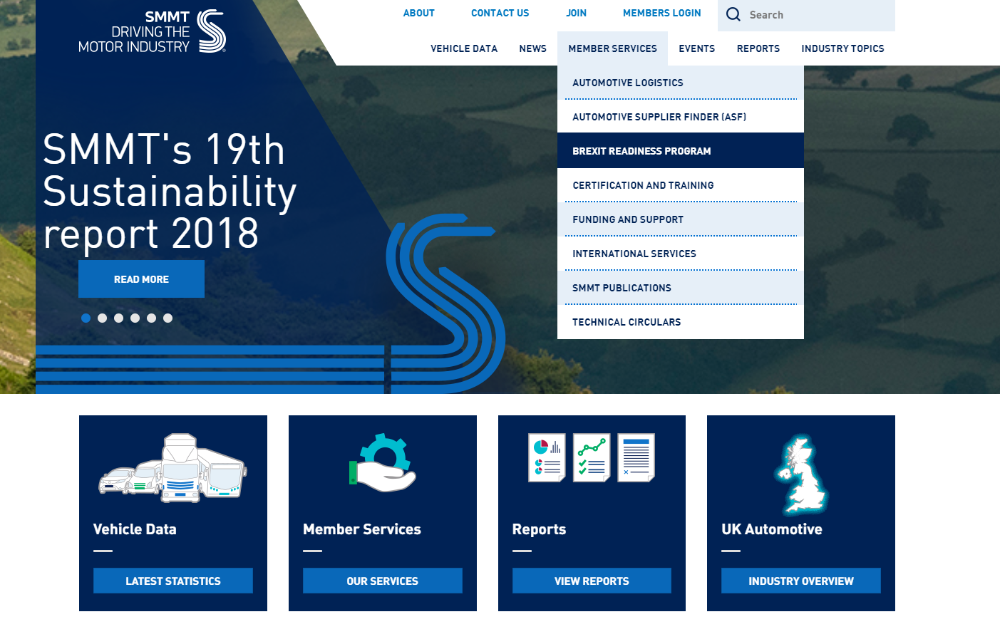 SMMT
DRIVING THE
MOTOR INDUSTRY
ABOUT
CONTACT US
JOIN
MEMBERS LOGIN
Search
VEHICLE DATA
NEWS
MEMBER SERVICES
EVENTS
REPORTS
INDUSTRY TOPICS
AUTOMOTIVE LOGISTICS
AUTOMOTIVE SUPPLIER FINDER (ASF)
BREXIT READINESS PROGRAM
CERTIFICATION AND TRAINING
FUNDING AND SUPPORT
INTERNATIONAL SERVICES
SMMT PUBLICATIONS
TECHNICAL CIRCULARS
SMMT's 19th
Sustainability
report 2018
READ MORE
Vehicle Data
LATEST STATISTICS
Member Services
OUR SERVICES
Reports
VIEW REPORTS
UK Automotive
INDUSTRY OVERVIEW